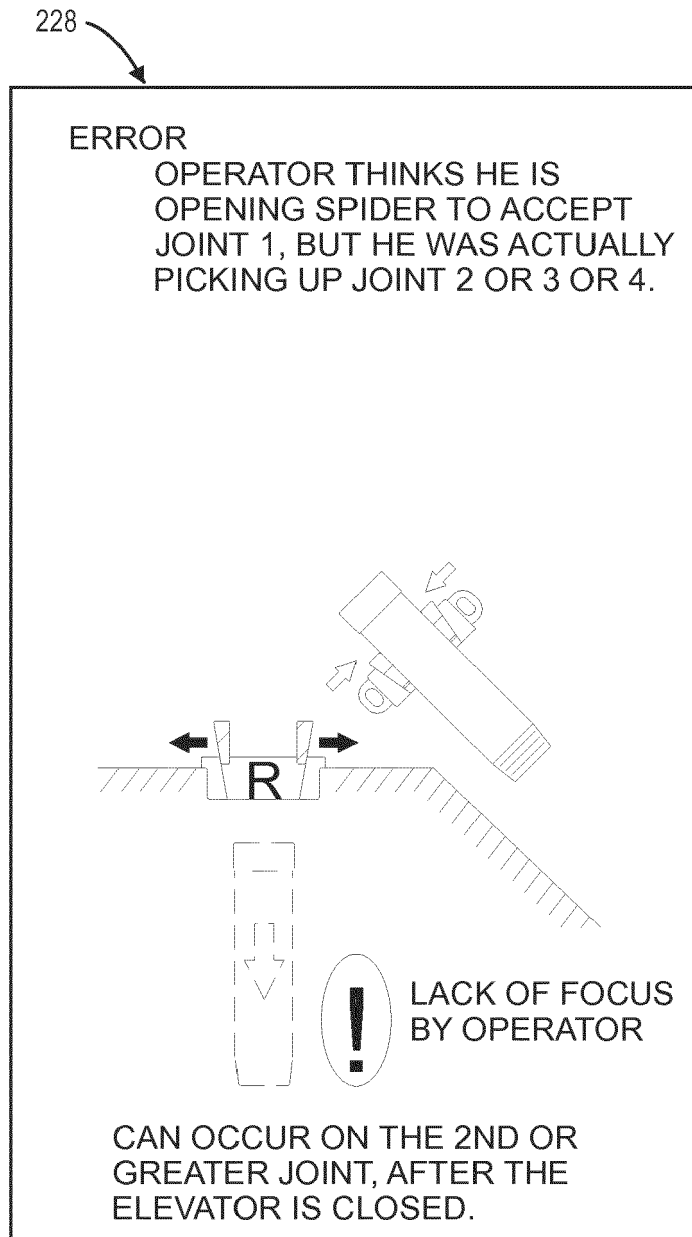 228
ERROR
OPERATOR THINKS HE IS
OPENING SPIDER TO ACCEPT
JOINT 1, BUT HE WAS ACTUALLY
PICKING UP JOINT 2 OR 3 OR 4.
R
!
LACK OF FOCUS
BY OPERATOR
CAN OCCUR ON THE 2ND OR
GREATER JOINT, AFTER THE
ELEVATOR IS CLOSED.